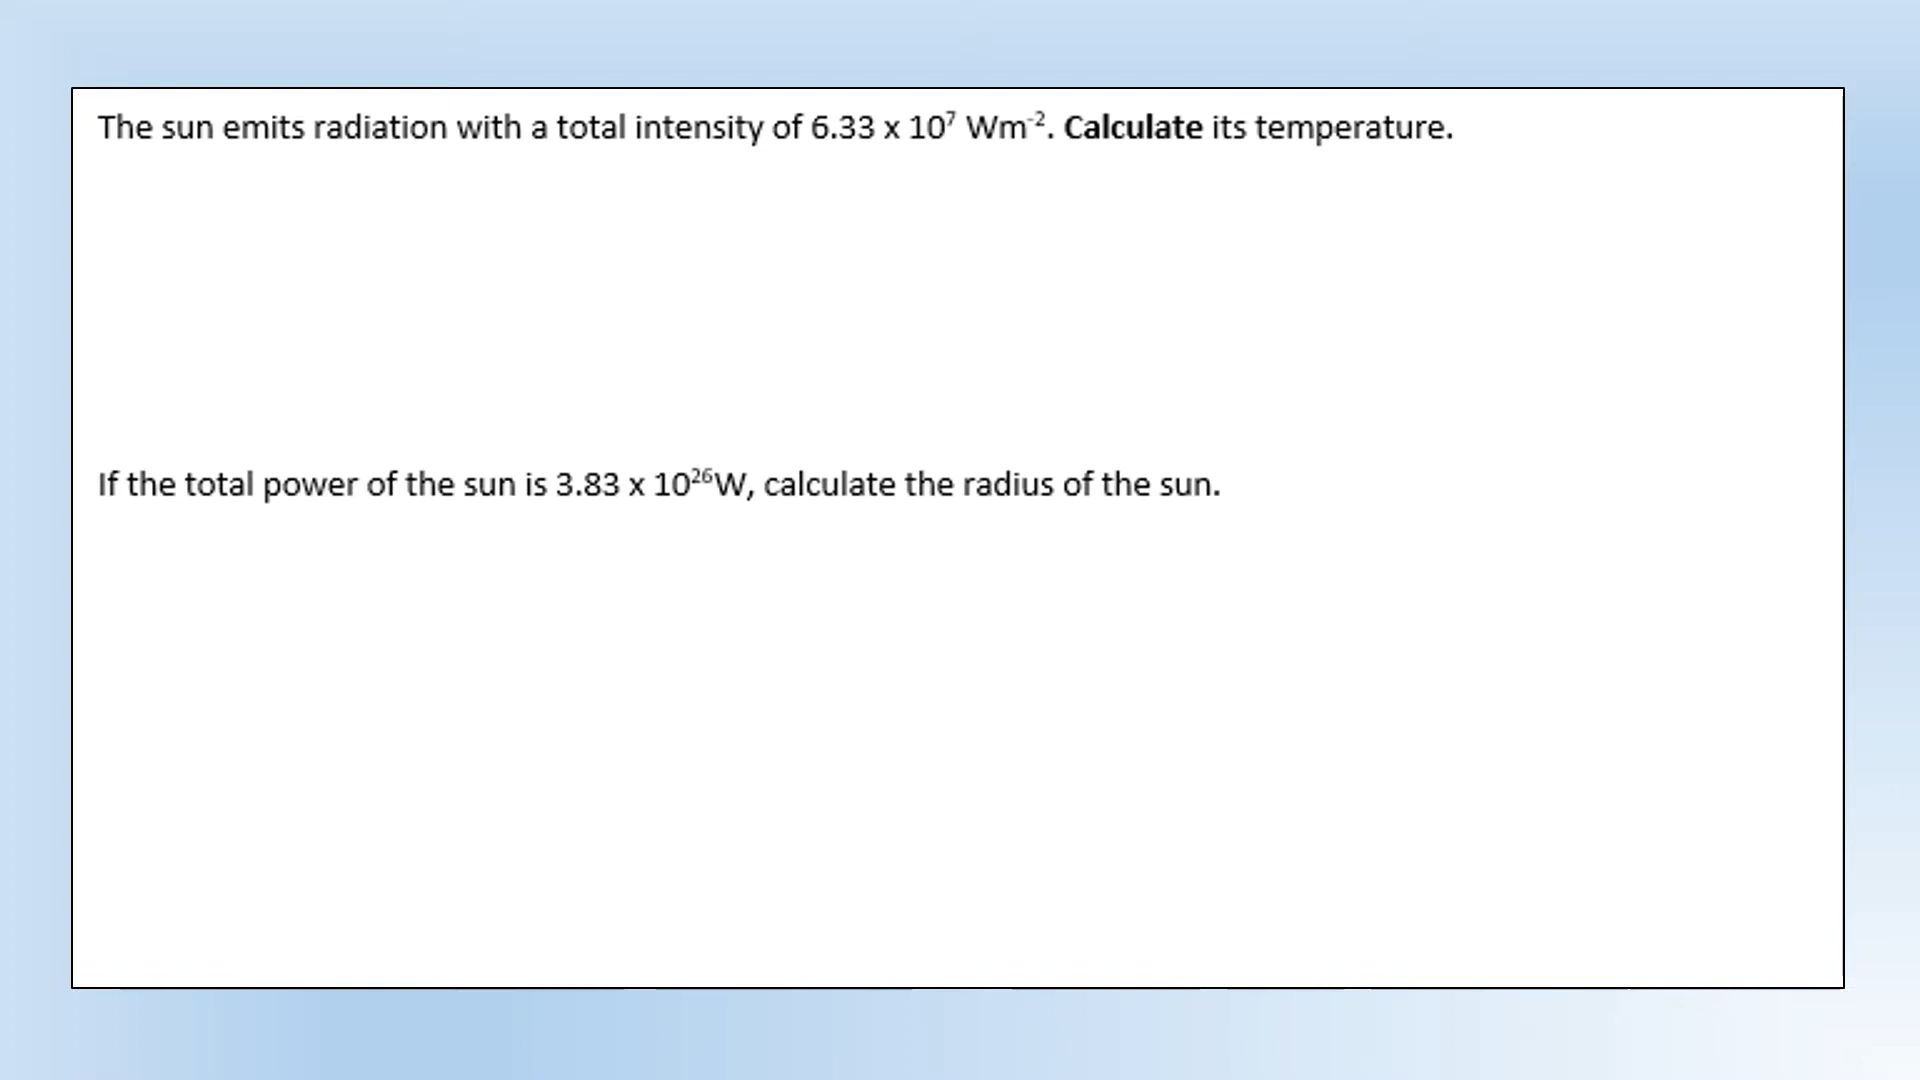 The sun emits radiation with a total intensity of 6.33 x 10⁷ Wm⁻². Calculate its temperature.
If the total power of the sun is 3.83 x 10²⁶W, calculate the radius of the sun.